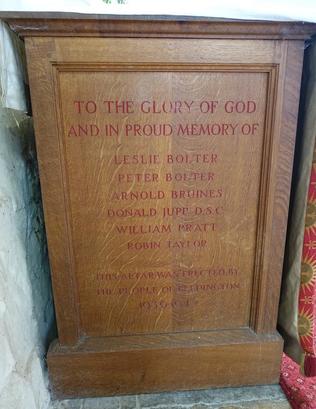 TO THE GLORY OF GOD
AND IN PROUD MEMORY OF
LESLIE BOLTER
PETER BOLTER
ARNOLD BRUINES
DONALD JUPP D.S.C.
WILLIAM PRATT
ROBIN TAYLOR
THIS ALTAR WAS ERECTED BY
THE PEOPLE OF